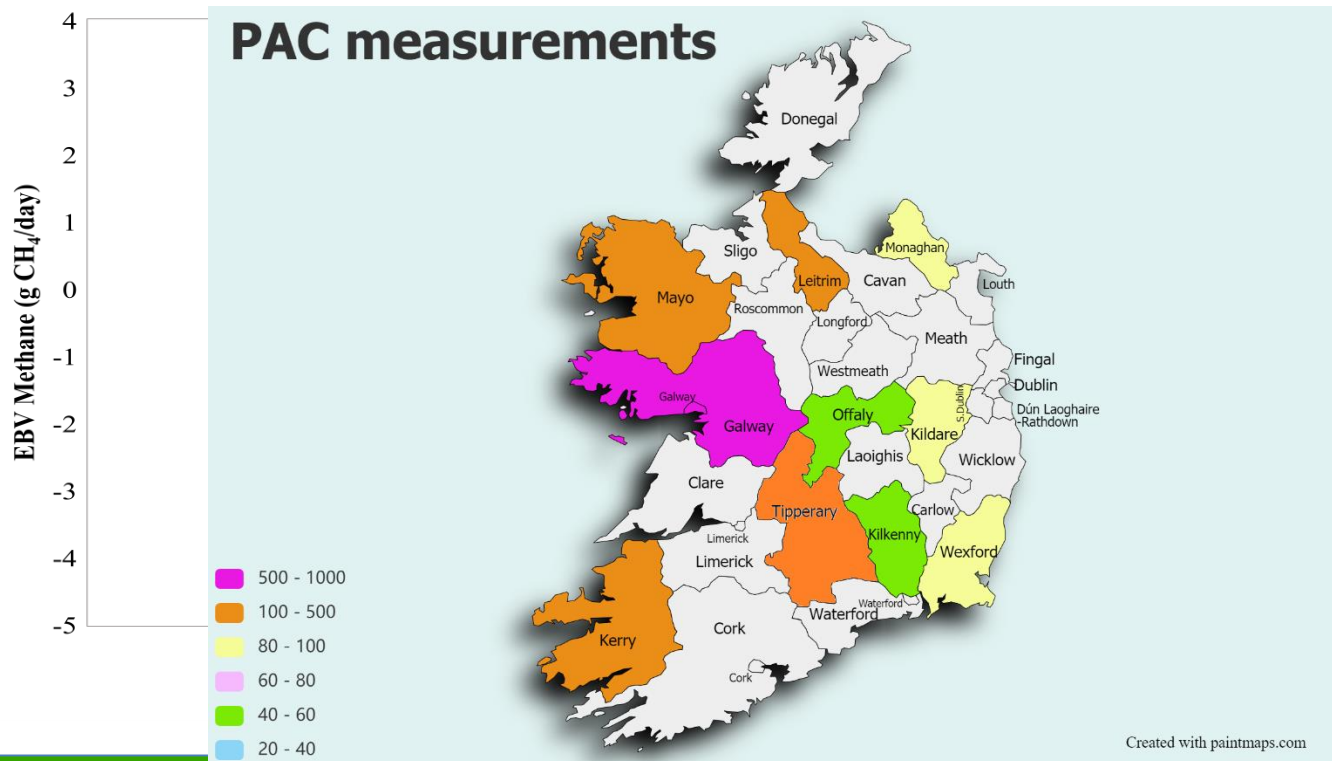 PAC measurements
4
3
2
1
0
-1
-2
-3
-4
-5
EBV Methane (g CH₄/day)
Donegal
Monaghan
Sligo
Leitrim
Cavan
Louth
Mayo
Roscommon
Longford
Meath
Fingal
Westmeath
Dublin
Galway
S.Dublin
Dún Laoghaire
-Rathdown
Offaly
Galway
Kildare
Laoighis
Wicklow
Clare
Tipperary
Carlow
Limerick
Kilkenny
Wexford
Limerick
Waterford
Waterford
Kerry
Cork
Cork
500 - 1000
100 - 500
80 - 100
60 - 80
40 - 60
20 - 40
Created with paintmaps.com